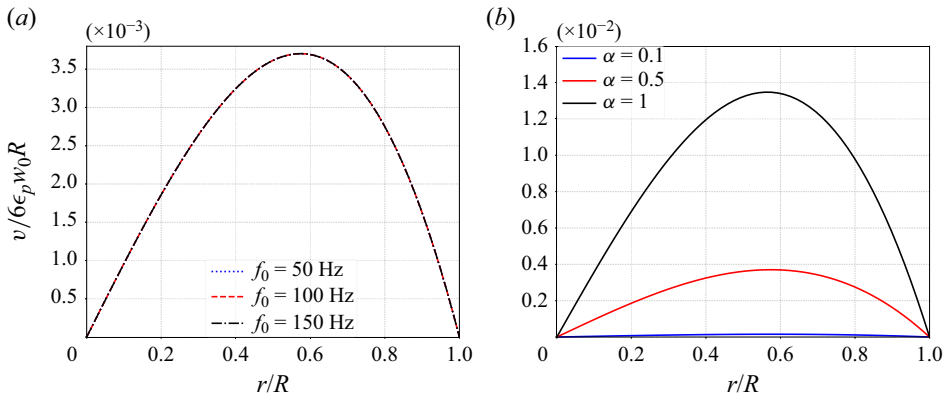 (a)
(×10⁻³)
v/6ϵₚw₀R
3.5
3.0
2.5
2.0
1.5
1.0
0.5
0
0.2
0.4
0.6
0.8
1.0
r/R
f₀ = 50 Hz
f₀ = 100 Hz
f₀ = 150 Hz
(b)
(×10⁻²)
1.6
1.4
1.2
1.0
0.8
0.6
0.4
0.2
0
0.2
0.4
0.6
0.8
1.0
r/R
α = 0.1
α = 0.5
α = 1